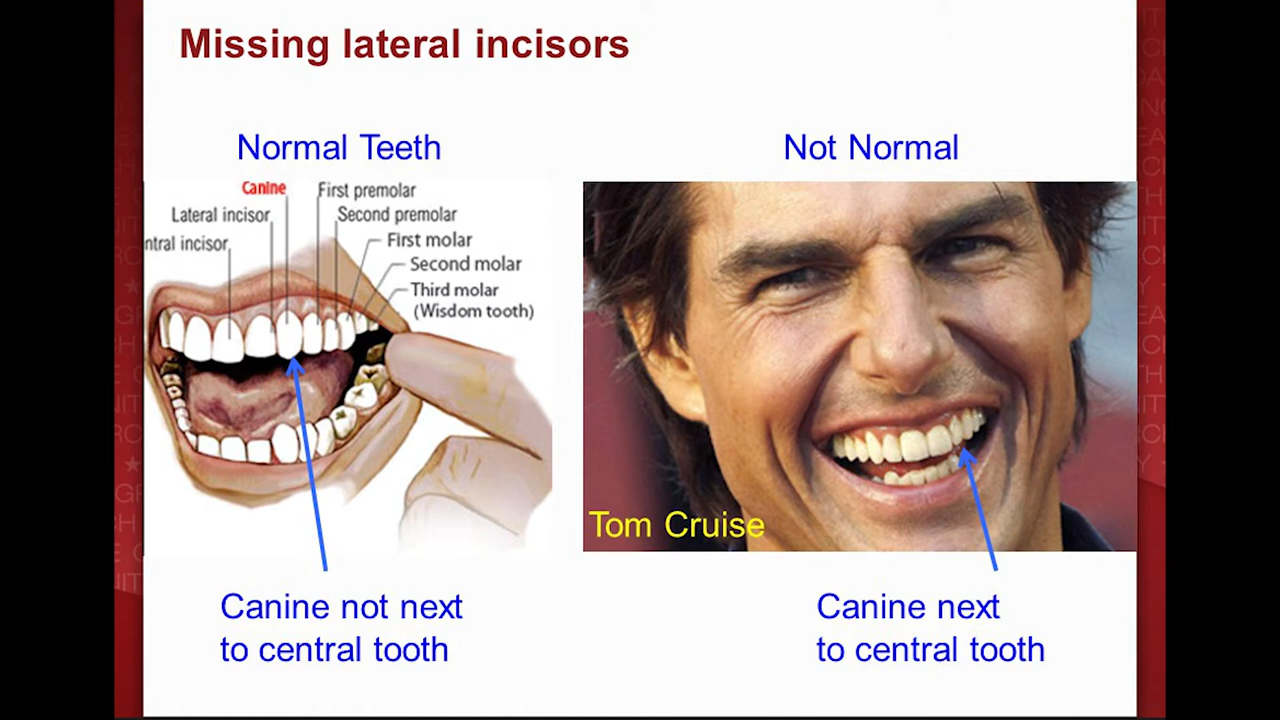 Missing lateral incisors
Normal Teeth
Not Normal
Canine
First premolar
Lateral incisor
Second premolar
ntral incisor
First molar
Second molar
Third molar
(Wisdom tooth)
Tom Cruise
Canine not next
to central tooth
Canine next
to central tooth